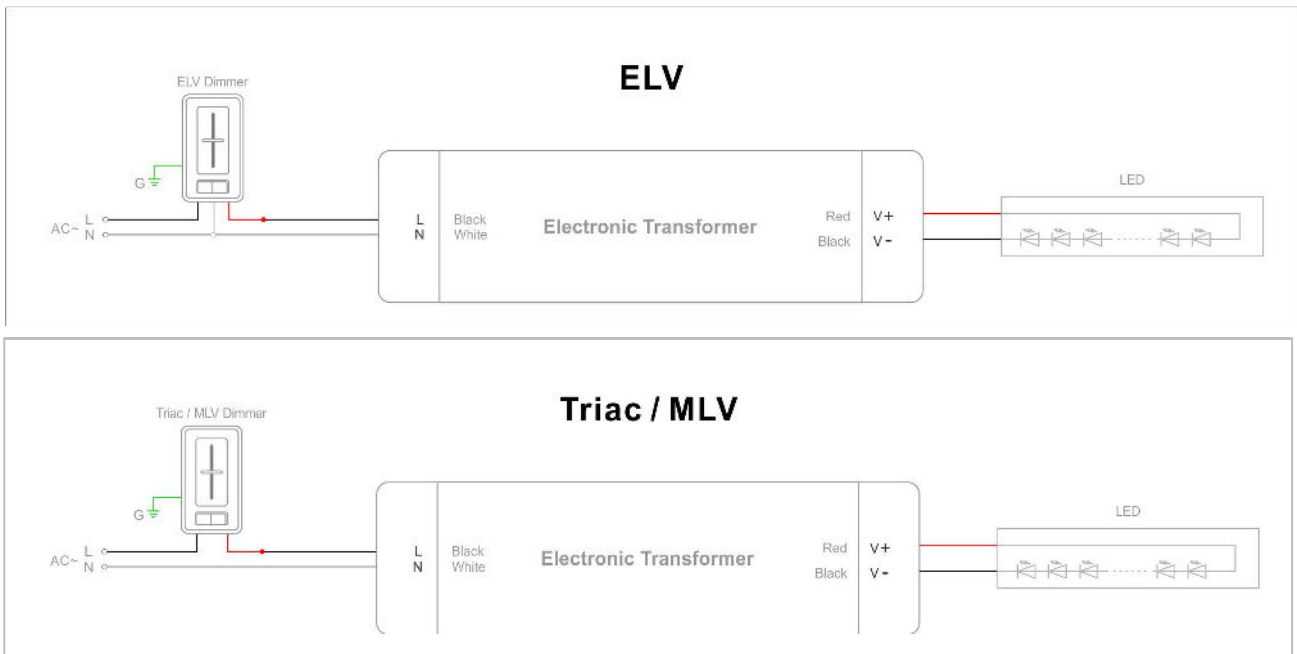 ELV
ELV Dimmer
G
AC~ L
N
L Black
N White
Electronic Transformer
Red V+
Black V-
LED
Triac / MLV
Triac / MLV Dimmer
G
AC~ L
N
L Black
N White
Electronic Transformer
Red V+
Black V-
LED